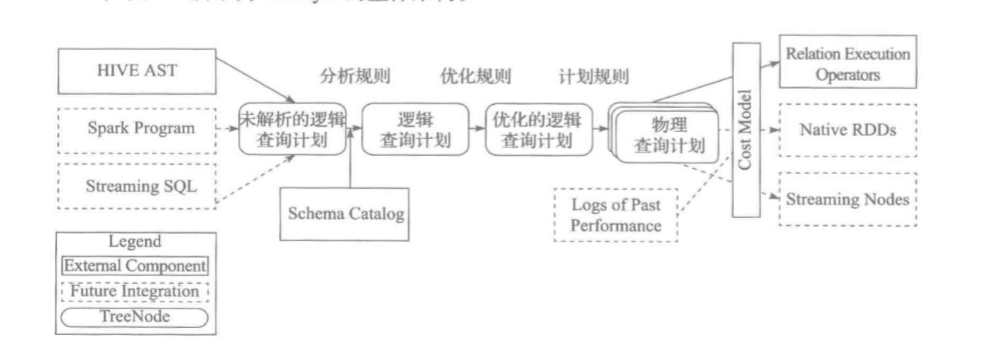 HIVE AST
Spark Program
Streaming SQL
分析规则
优化规则
计划规则
未解析的逻辑
查询计划
逻辑
查询计划
优化的逻辑
查询计划
物理
查询计划
Schema Catalog
Logs of Past
Performance
Cost Model
Relation Execution
Operators
Native RDDs
Streaming Nodes
Legend
External Component
Future Integration
TreeNode